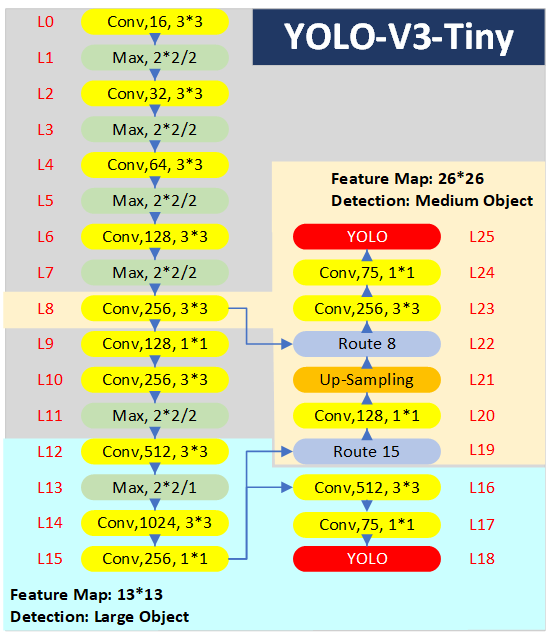 YOLO-V3-Tiny
L0 Conv,16, 3*3
L1 Max, 2*2/2
L2 Conv,32, 3*3
L3 Max, 2*2/2
L4 Conv,64, 3*3
L5 Max, 2*2/2
L6 Conv,128, 3*3
L7 Max, 2*2/2
L8 Conv,256, 3*3
L9 Conv,128, 1*1
L10 Conv,256, 3*3
L11 Max, 2*2/2
L12 Conv,512, 3*3
L13 Max, 2*2/1
L14 Conv,1024, 3*3
L15 Conv,256, 1*1
Feature Map: 13*13
Detection: Large Object
Feature Map: 26*26
Detection: Medium Object
YOLO L25
Conv,75, 1*1 L24
Conv,256, 3*3 L23
Route 8 L22
Up-Sampling L21
Conv,128, 1*1 L20
Route 15 L19
Conv,512, 3*3 L16
Conv,75, 1*1 L17
YOLO L18